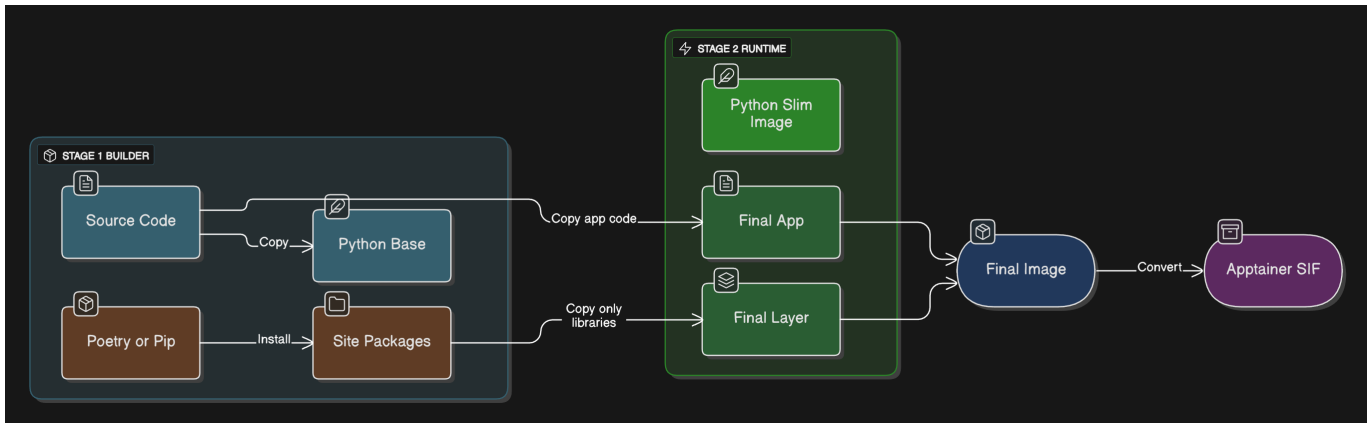 STAGE 1 BUILDER
Source Code
Copy
Python Base
Poetry or Pip
Install
Site Packages
Copy app code
Copy only
libraries
STAGE 2 RUNTIME
Python Slim
Image
Final App
Final Layer
Final Image
Convert
Apptainer SIF